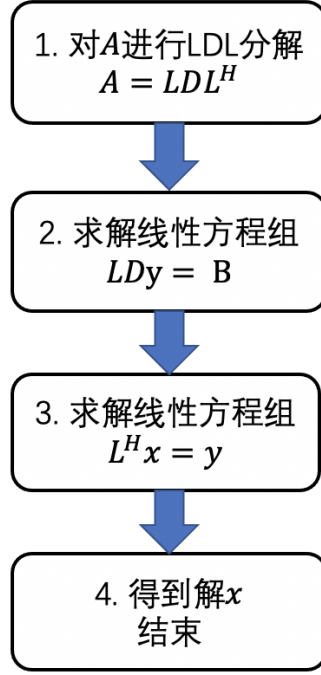 1. 对A进行LDL分解
A = LDL^H
2. 求解线性方程组
LDy = B
3. 求解线性方程组
L^H x = y
4. 得到解x
结束